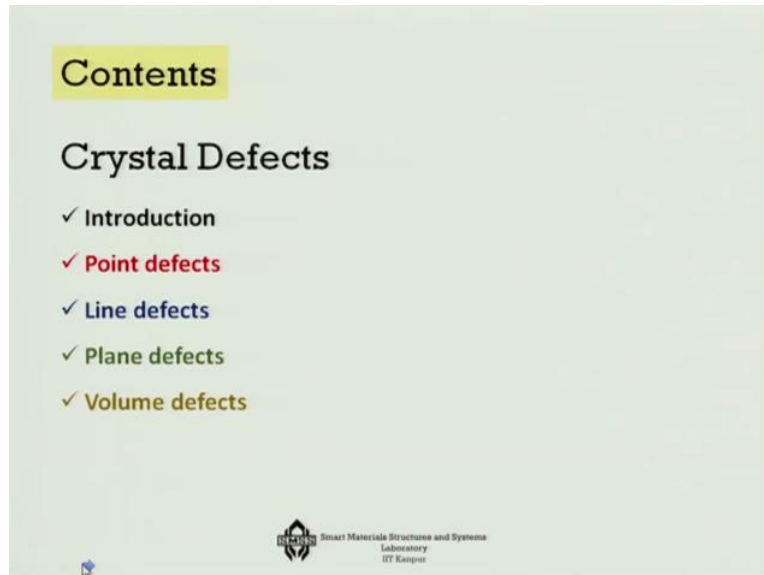 Contents
Crystal Defects
✓ Introduction
✓ Point defects
✓ Line defects
✓ Plane defects
✓ Volume defects
Smart Materials Structures and Systems
Laboratory
IIT Kanpur